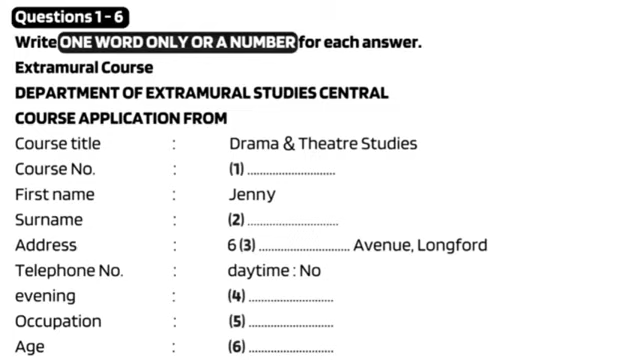 Questions 1 - 6
Write ONE WORD ONLY OR A NUMBER for each answer.
Extramural Course
DEPARTMENT OF EXTRAMURAL STUDIES CENTRAL
COURSE APPLICATION FROM
Course title : Drama & Theatre Studies
Course No. : (1) ..............................
First name : Jenny
Surname : (2) ...............................
Address : 6 (3) ............................... Avenue, Longford
Telephone No. : daytime : No
evening : (4) .............................
Occupation : (5) .............................
Age : (6) .............................